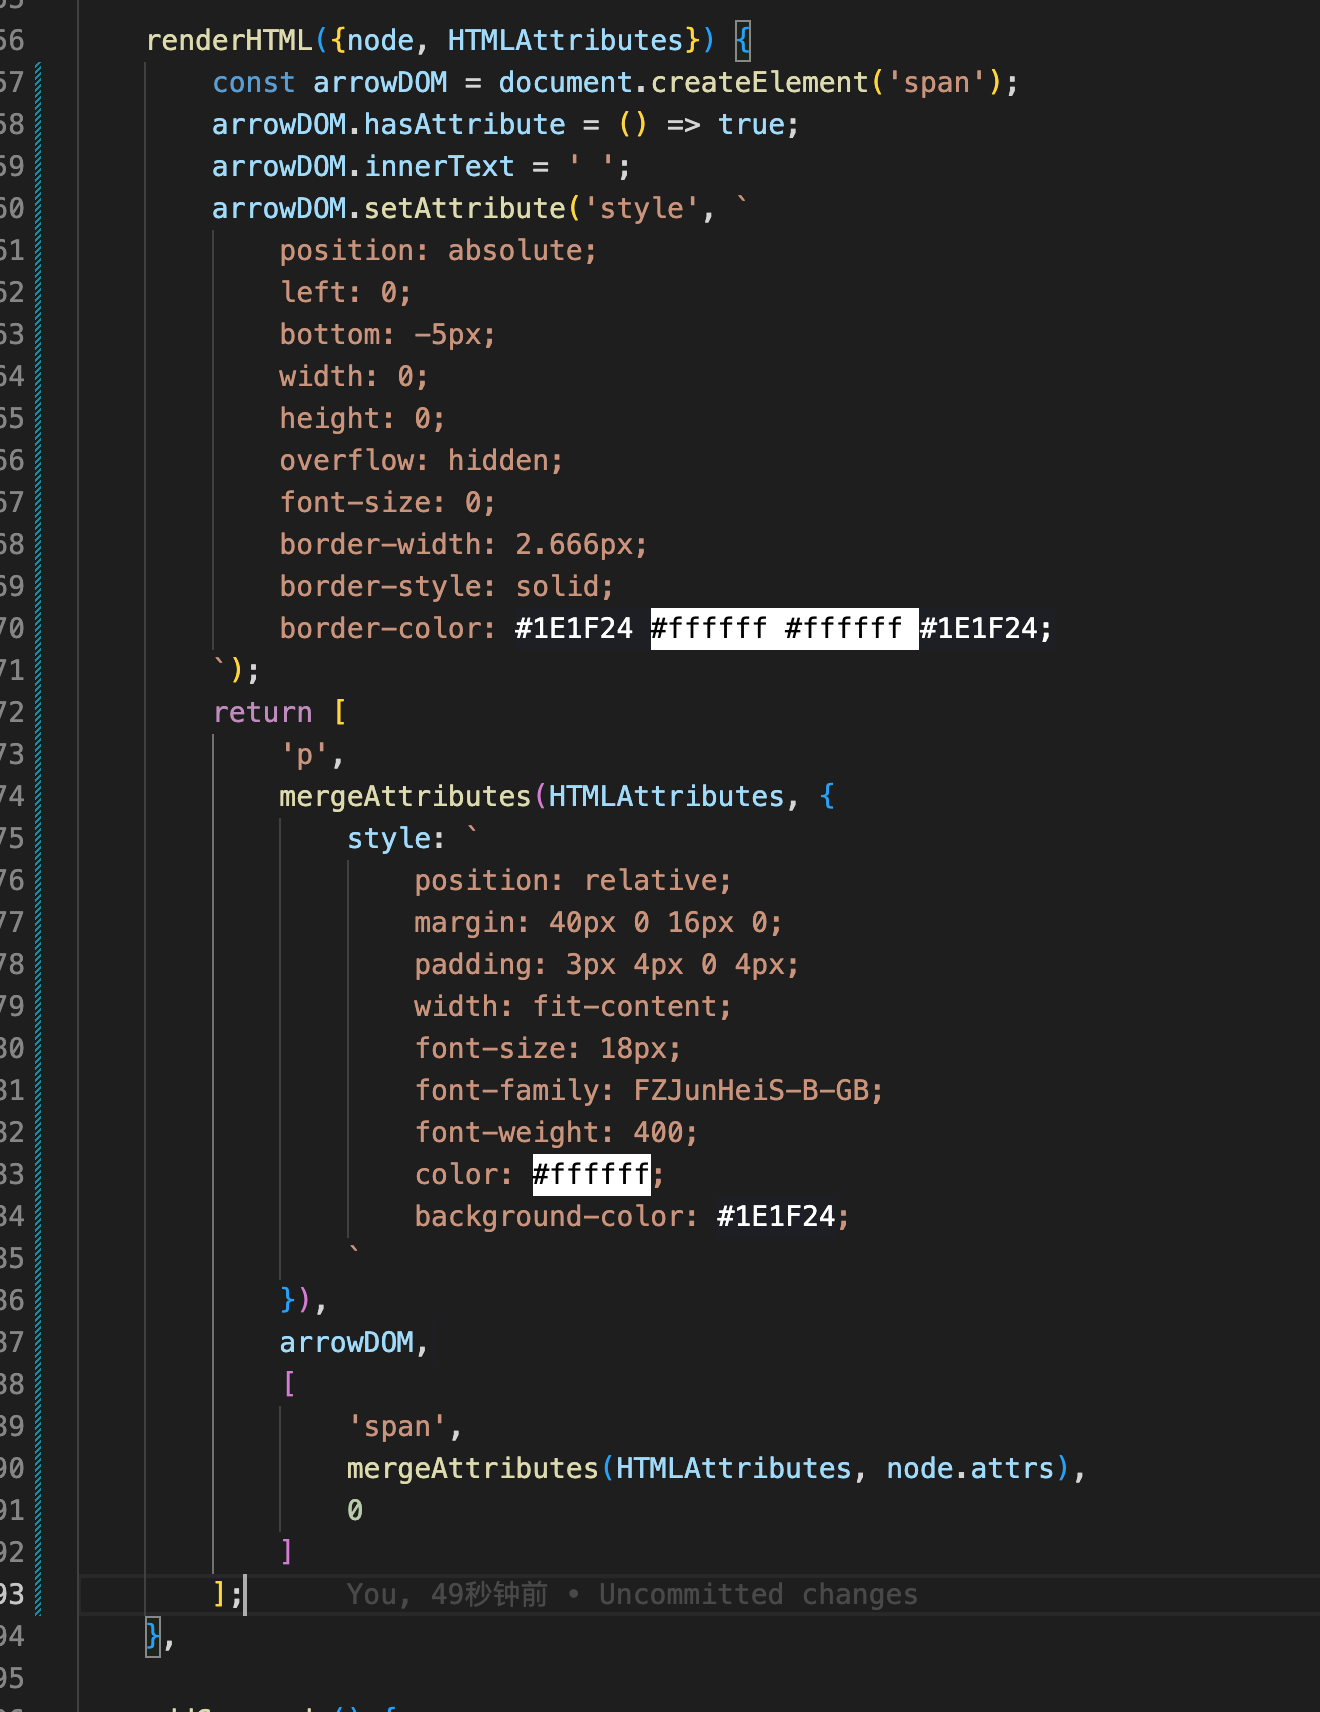 56 renderHTML({node, HTMLAttributes}) {
57 const arrowDOM = document.createElement('span');
58 arrowDOM.hasAttribute = () => true;
59 arrowDOM.innerText = ' ';
60 arrowDOM.setAttribute('style', `
61 position: absolute;
62 left: 0;
63 bottom: -5px;
64 width: 0;
65 height: 0;
66 overflow: hidden;
67 font-size: 0;
68 border-width: 2.666px;
69 border-style: solid;
70 border-color: #1E1F24 #ffffff #ffffff #1E1F24;
71 `);
72 return [
73 'p',
74 mergeAttributes(HTMLAttributes, {
75 style: `
76 position: relative;
77 margin: 40px 0 16px 0;
78 padding: 3px 4px 0 4px;
79 width: fit-content;
80 font-size: 18px;
81 font-family: FZJunHeiS-B-GB;
82 font-weight: 400;
83 color: #ffffff;
84 background-color: #1E1F24;
85 `
86 }),
87 arrowDOM,
88 [
89 'span',
90 mergeAttributes(HTMLAttributes, node.attrs),
91 0
92 ]
93 ]; You, 49秒钟前 • Uncommitted changes
94 },
95